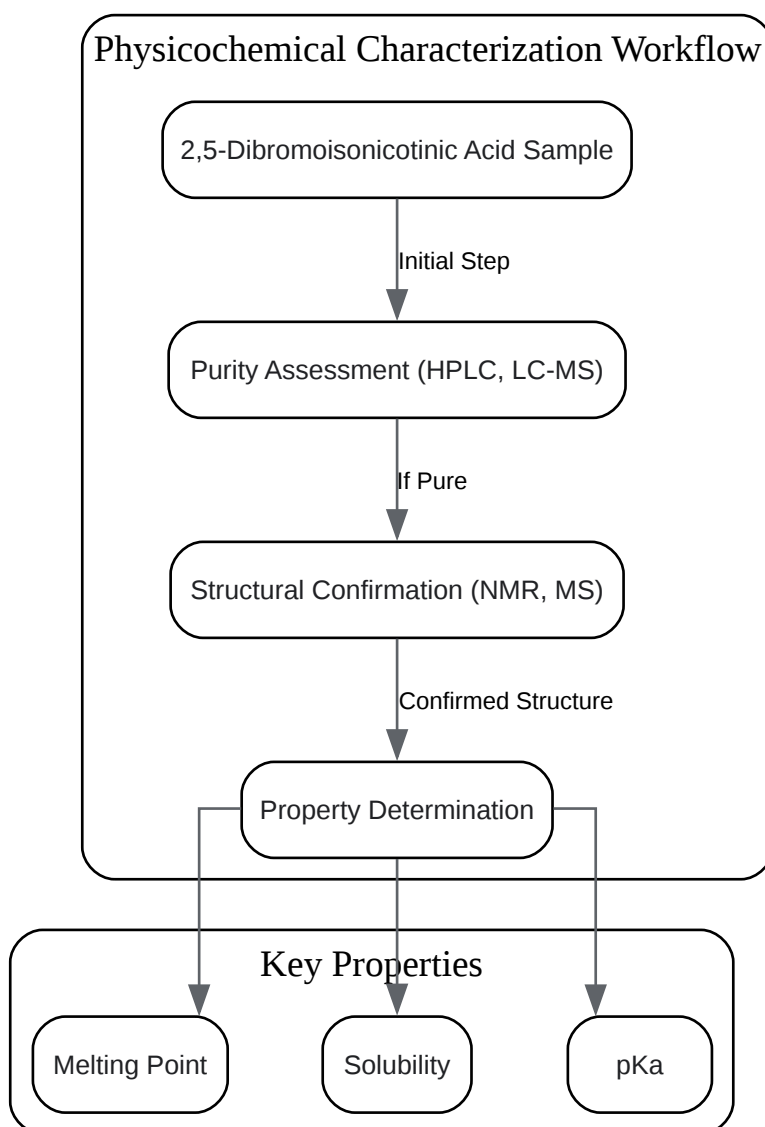 Physicochemical Characterization Workflow
2,5-Dibromoisonicotinic Acid Sample
Initial Step
Purity Assessment (HPLC, LC-MS)
If Pure
Structural Confirmation (NMR, MS)
Confirmed Structure
Property Determination
Key Properties
Melting Point
Solubility
pKa